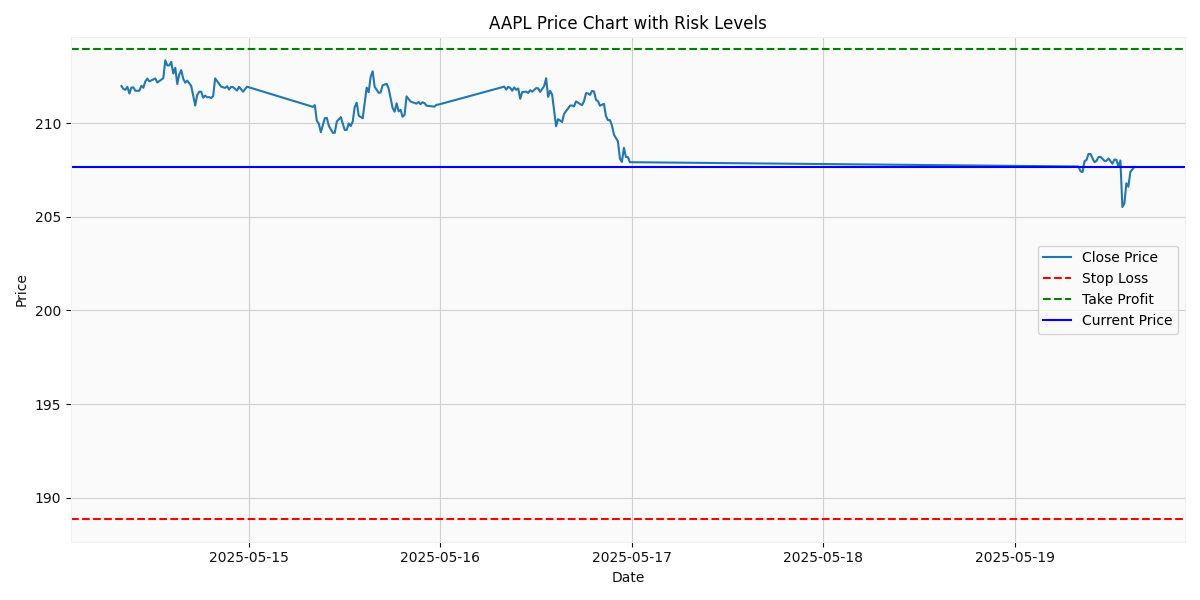 AAPL Price Chart with Risk Levels
210
205
200
195
190
Price
Close Price
Stop Loss
Take Profit
Current Price
2025-05-15
2025-05-16
2025-05-17
2025-05-18
2025-05-19
Date